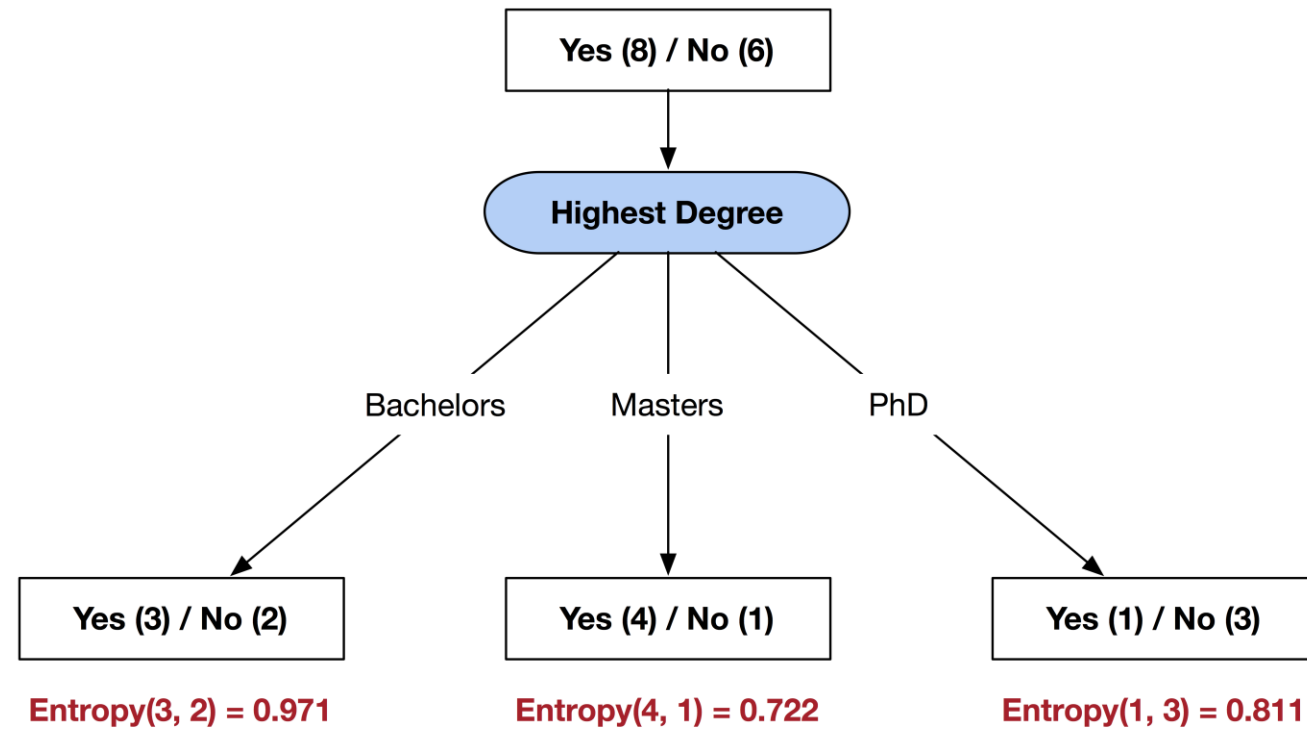 Yes (8) / No (6)
Highest Degree
Bachelors
Masters
PhD
Yes (3) / No (2)
Yes (4) / No (1)
Yes (1) / No (3)
Entropy(3, 2) = 0.971
Entropy(4, 1) = 0.722
Entropy(1, 3) = 0.811